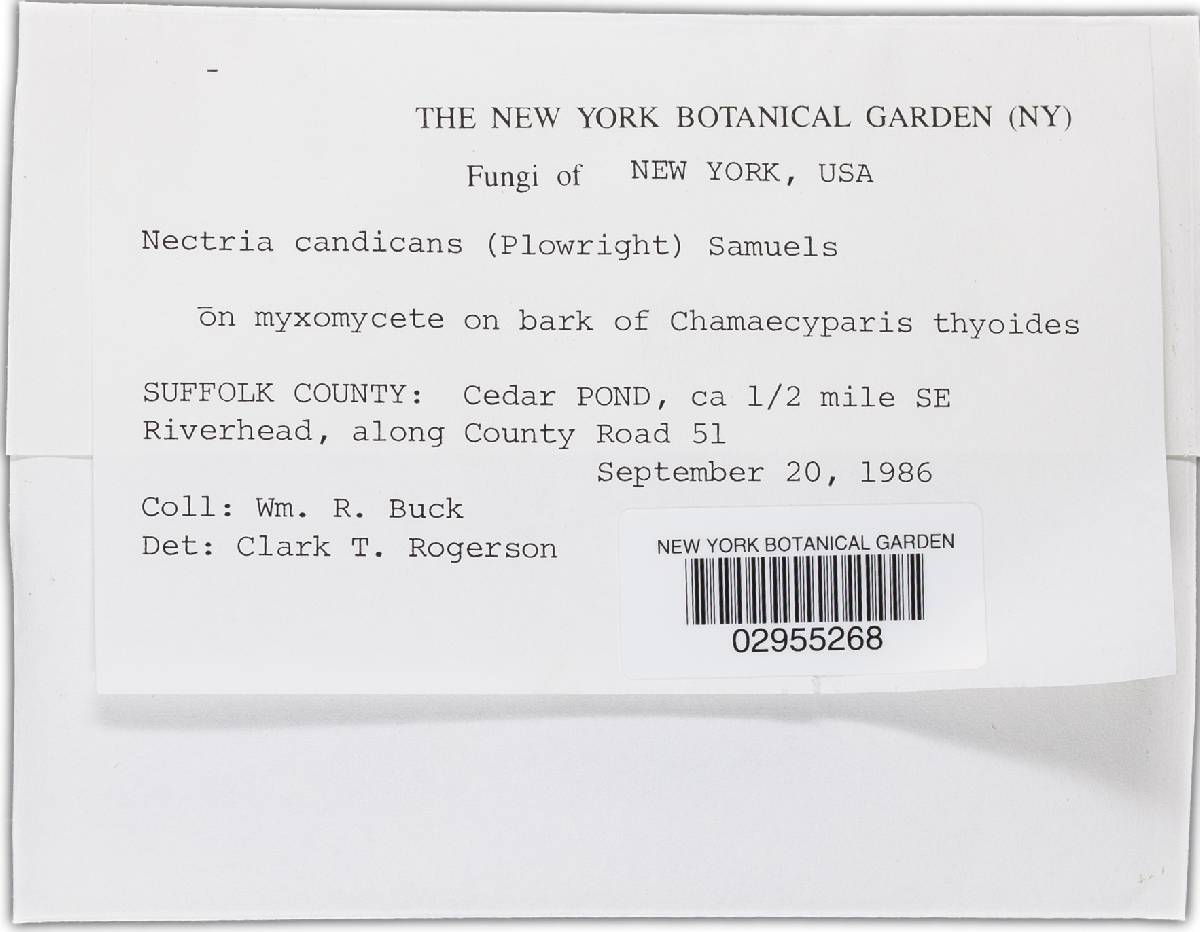 THE NEW YORK BOTANICAL GARDEN (NY)
Fungi of NEW YORK, USA
Nectria candicans (Plowright) Samuels
on myxomycete on bark of Chamaecyparis thyoides
SUFFOLK COUNTY: Cedar POND, ca 1/2 mile SE
Riverhead, along County Road 51
September 20, 1986
Coll: Wm. R. Buck
Det: Clark T. Rogerson
NEW YORK BOTANICAL GARDEN
02955268